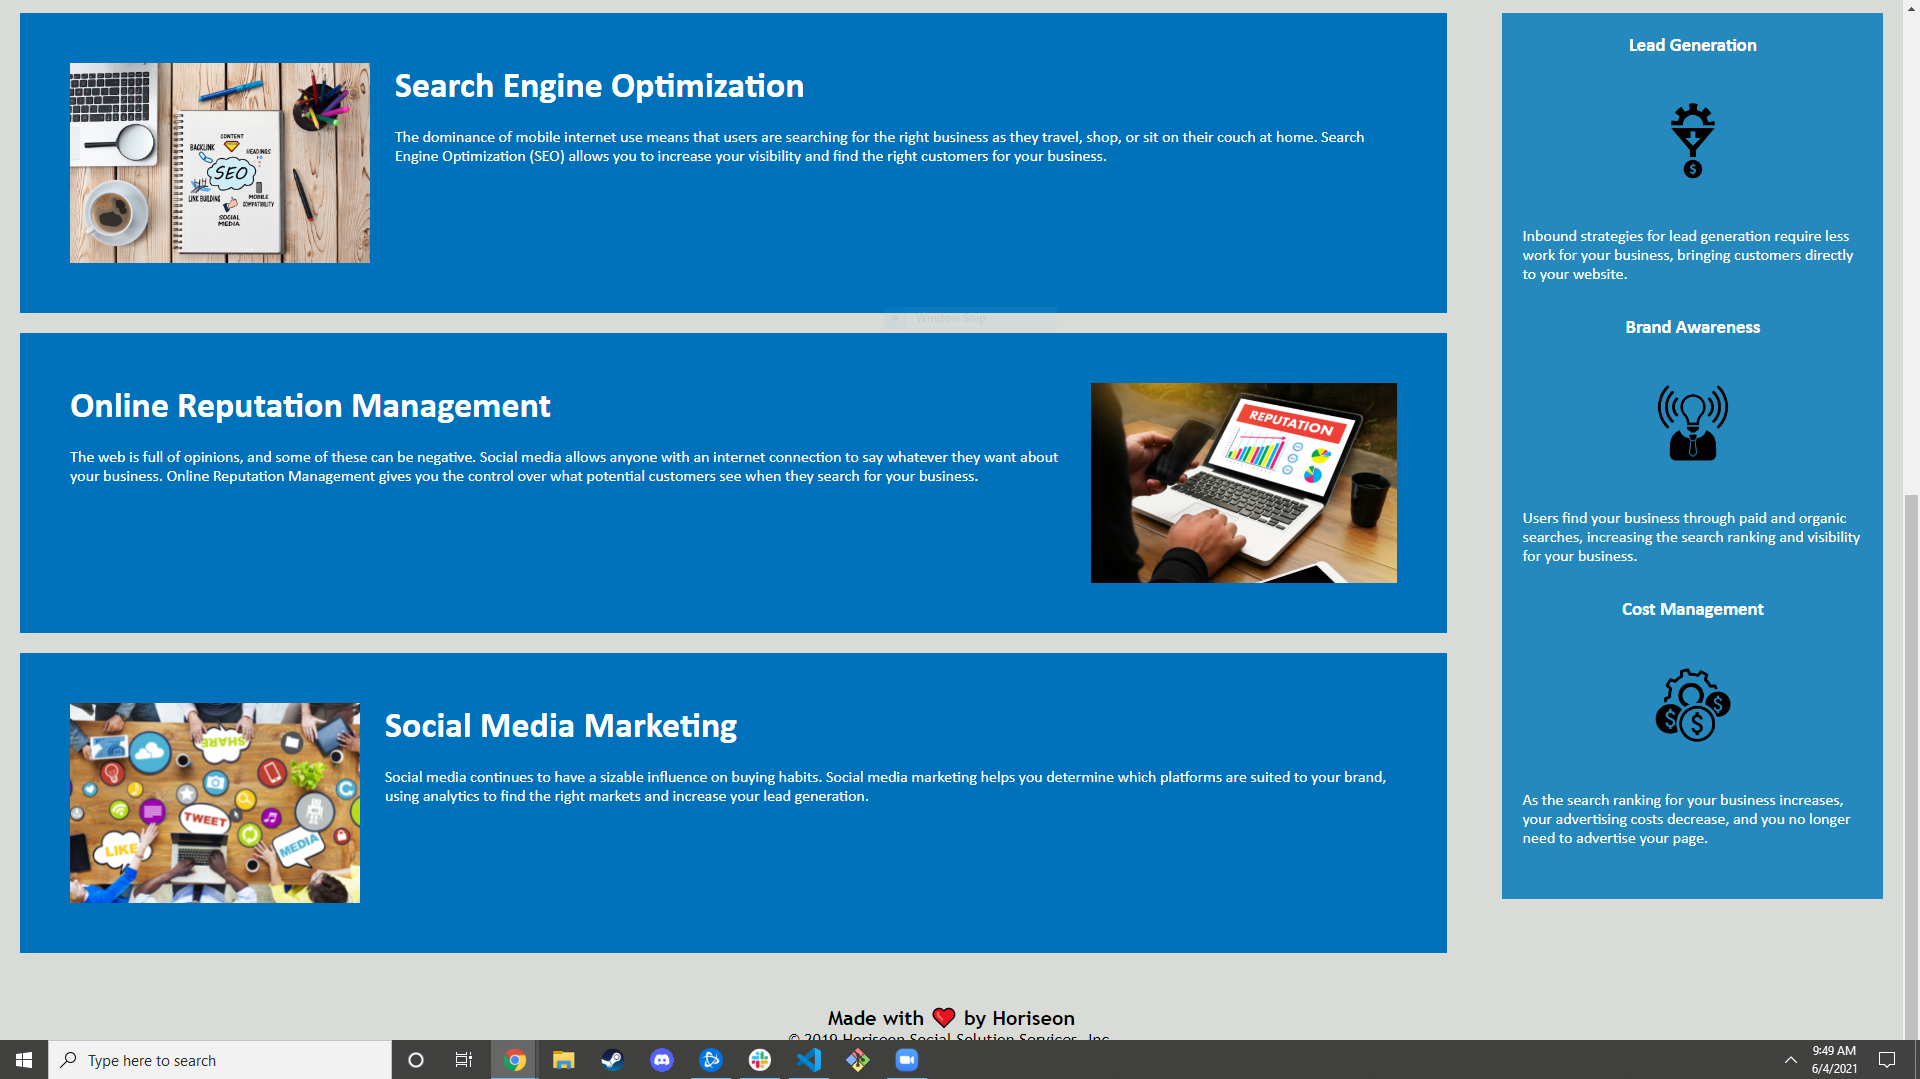 Search Engine Optimization
The dominance of mobile internet use means that users are searching for the right business as they travel, shop, or sit on their couch at home. Search
Engine Optimization (SEO) allows you to increase your visibility and find the right customers for your business.
CONTENT
BACKLINK
HEADINGS
SEO
LINK BUILDING
MOBILE
COMPATIBILITY
SOCIAL
MEDIA
Window Snip
Online Reputation Management
The web is full of opinions, and some of these can be negative. Social media allows anyone with an internet connection to say whatever they want about
your business. Online Reputation Management gives you the control over what potential customers see when they search for your business.
REPUTATION
Social Media Marketing
Social media continues to have a sizable influence on buying habits. Social media marketing helps you determine which platforms are suited to your brand,
using analytics to find the right markets and increase your lead generation.
SHARE
TWEET
LIKE
MEDIA
Lead Generation
$
Inbound strategies for lead generation require less
work for your business, bringing customers directly
to your website.
Brand Awareness
Users find your business through paid and organic
searches, increasing the search ranking and visibility
for your business.
Cost Management
$ $ $
As the search ranking for your business increases,
your advertising costs decrease, and you no longer
need to advertise your page.
Made with ❤️ by Horiseon
© 2019 Horiseon Social Solution Services, Inc.
Type here to search
9:49 AM
6/4/2021